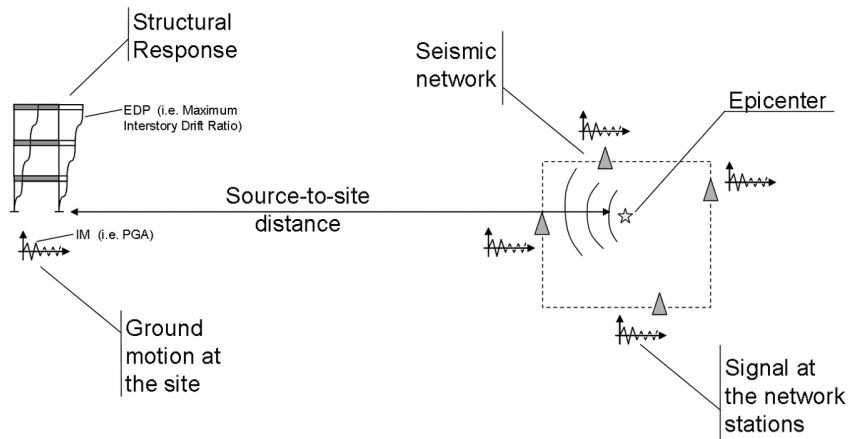 Structural
Response
EDP (i.e. Maximum
Interstory Drift Ratio)
Seismic
network
Epicenter
Source-to-site
distance
IM (i.e. PGA)
Ground
motion at
the site
Signal at
the network
stations